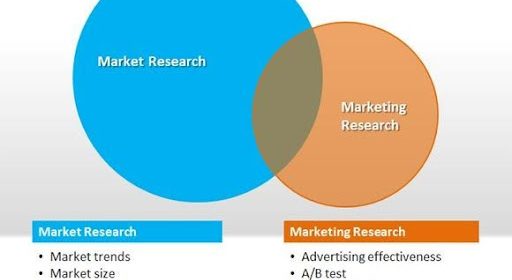 Market Research
Marketing
Research
Market Research
• Market trends
• Market size
Marketing Research
• Advertising effectiveness
• A/B test